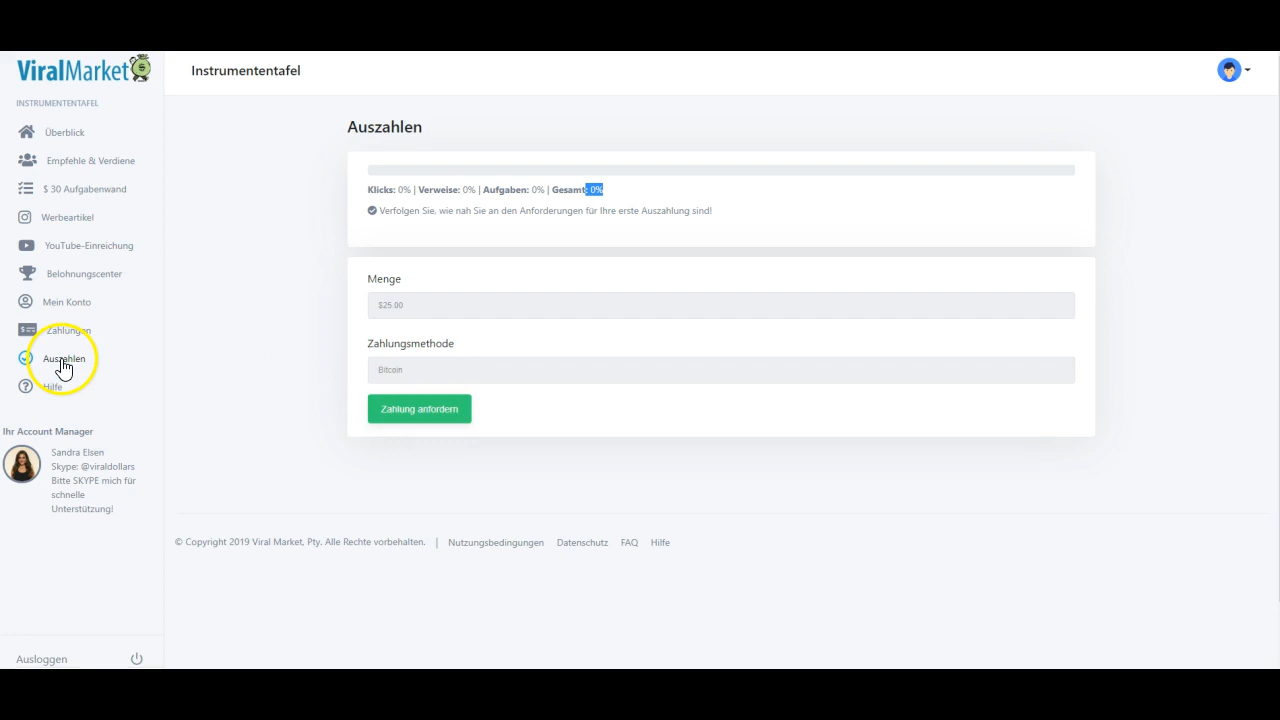 ViralMarket
Instrumententafel
INSTRUMENTENTAFEL
Überblick
Empfehle & Verdiene
$ 30 Aufgabenwand
Werbeartikel
YouTube-Einreichung
Belohnungscenter
Mein Konto
Zahlungen
Auszahlen
Hilfe
Ihr Account Manager
Sandra Elsen
Skype: @viraldollars
Bitte SKYPE mich für
schnelle
Unterstützung!
Ausloggen
Auszahlen
Klicks: 0% | Verweise: 0% | Aufgaben: 0% | Gesamt: 0%
Verfolgen Sie, wie nah Sie an den Anforderungen für Ihre erste Auszahlung sind!
Menge
$25.00
Zahlungsmethode
Bitcoin
Zahlung anfordern
© Copyright 2019 Viral Market, Pty. Alle Rechte vorbehalten. | Nutzungsbedingungen Datenschutz FAQ Hilfe